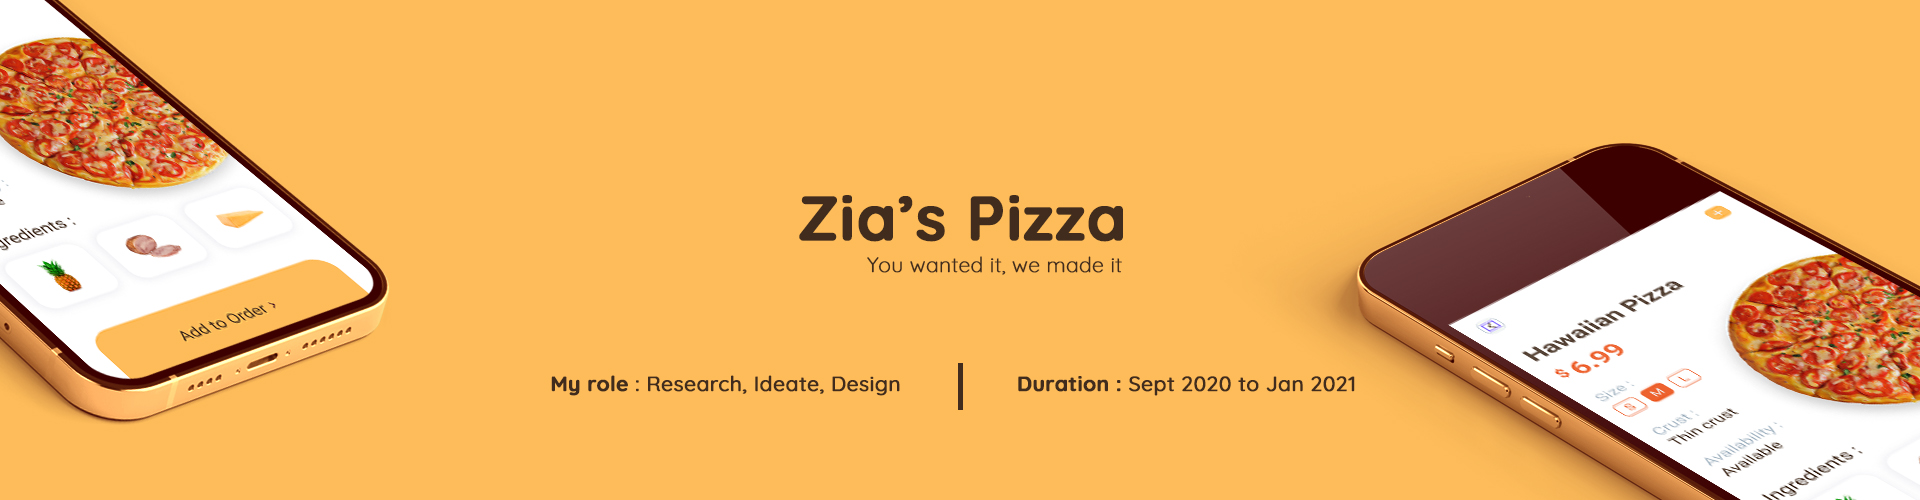 Zia’s Pizza
You wanted it, we made it
My role : Research, Ideate, Design
Duration : Sept 2020 to Jan 2021
gredients :
Add to Order ›
Hawaiian Pizza
$ 6.99
Size :
S M L
Crust :
Thin crust
Availability :
Available
Ingredients :